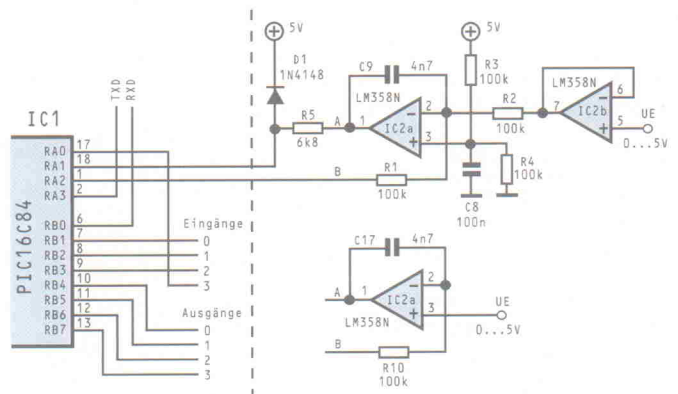 5V
5V
D1
1N4148
C9
4n7
R3
100k
TXD
RXD
LM358N
LM358N
IC1
R5
6k8
A
1
IC2a
2
3
R2
100k
7
IC2b
6
5
UE
0...5V
PIC16C84
RA0
17
RA1
18
RA2
1
RA3
2
B
R1
100k
C8
100n
R4
100k
RB0
6
RB1
7
RB2
8
RB3
9
RB4
10
RB5
11
RB6
12
RB7
13
Eingänge
0
1
2
3
Ausgänge
0
1
2
3
C17
4n7
A
1
IC2a
2
3
LM358N
UE
0...5V
B
R10
100k